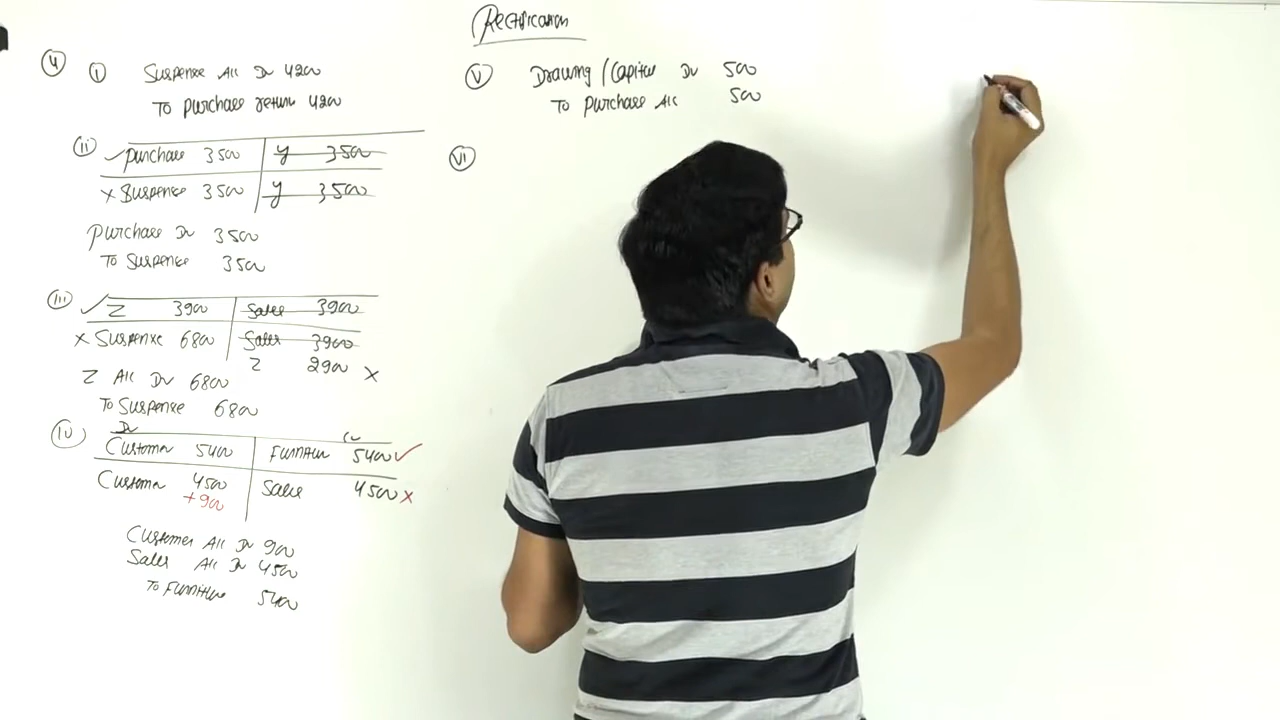 Rectification
4 I Suspense A/c Dr 4200
To Purchase return 4200
II Purchase 3500 y 3500
x Suspense 3500 y 3500
Purchase Dr 3500
To Suspense 3500
III Z 3900 Sales 3900
x Suspense 6800 Sales 3900
Z 2900 x
Z A/c Dr 6800
To Suspense 6800
IV Dr Cr
Customer 5400 Furniture 5400
Customer 4500 Sales 4500 x
+900
Customer A/c Dr 900
Sales A/c Dr 4500
To Furniture 5400
V Drawing / Capital Dr 500
To Purchase A/c 500
VI